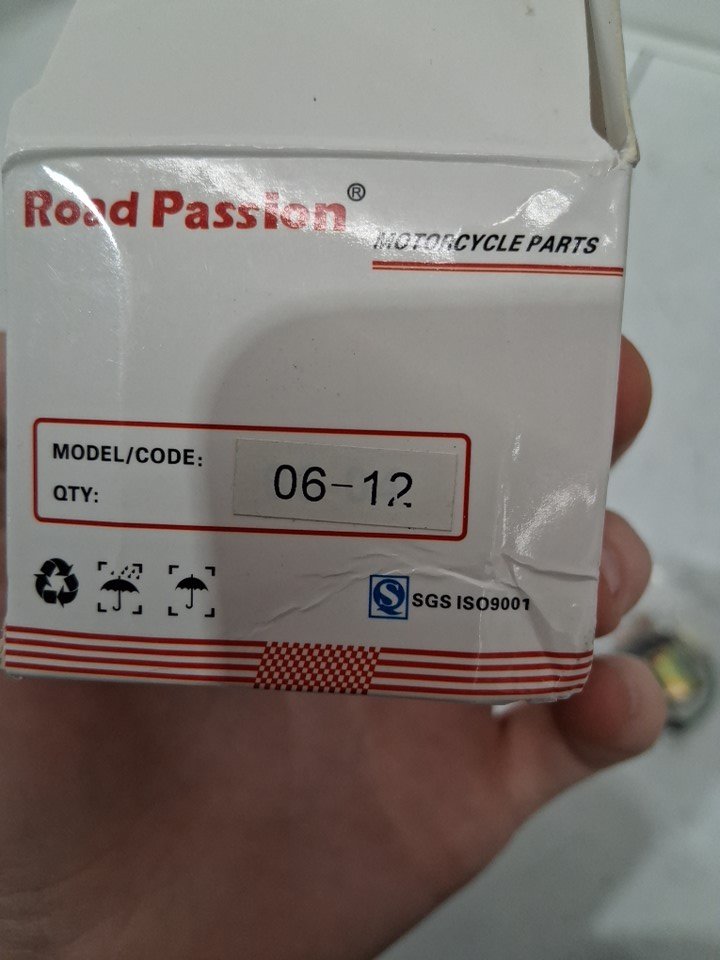 Road Passion®
MOTORCYCLE PARTS
MODEL/CODE:
06-12
QTY:
SGS ISO9001